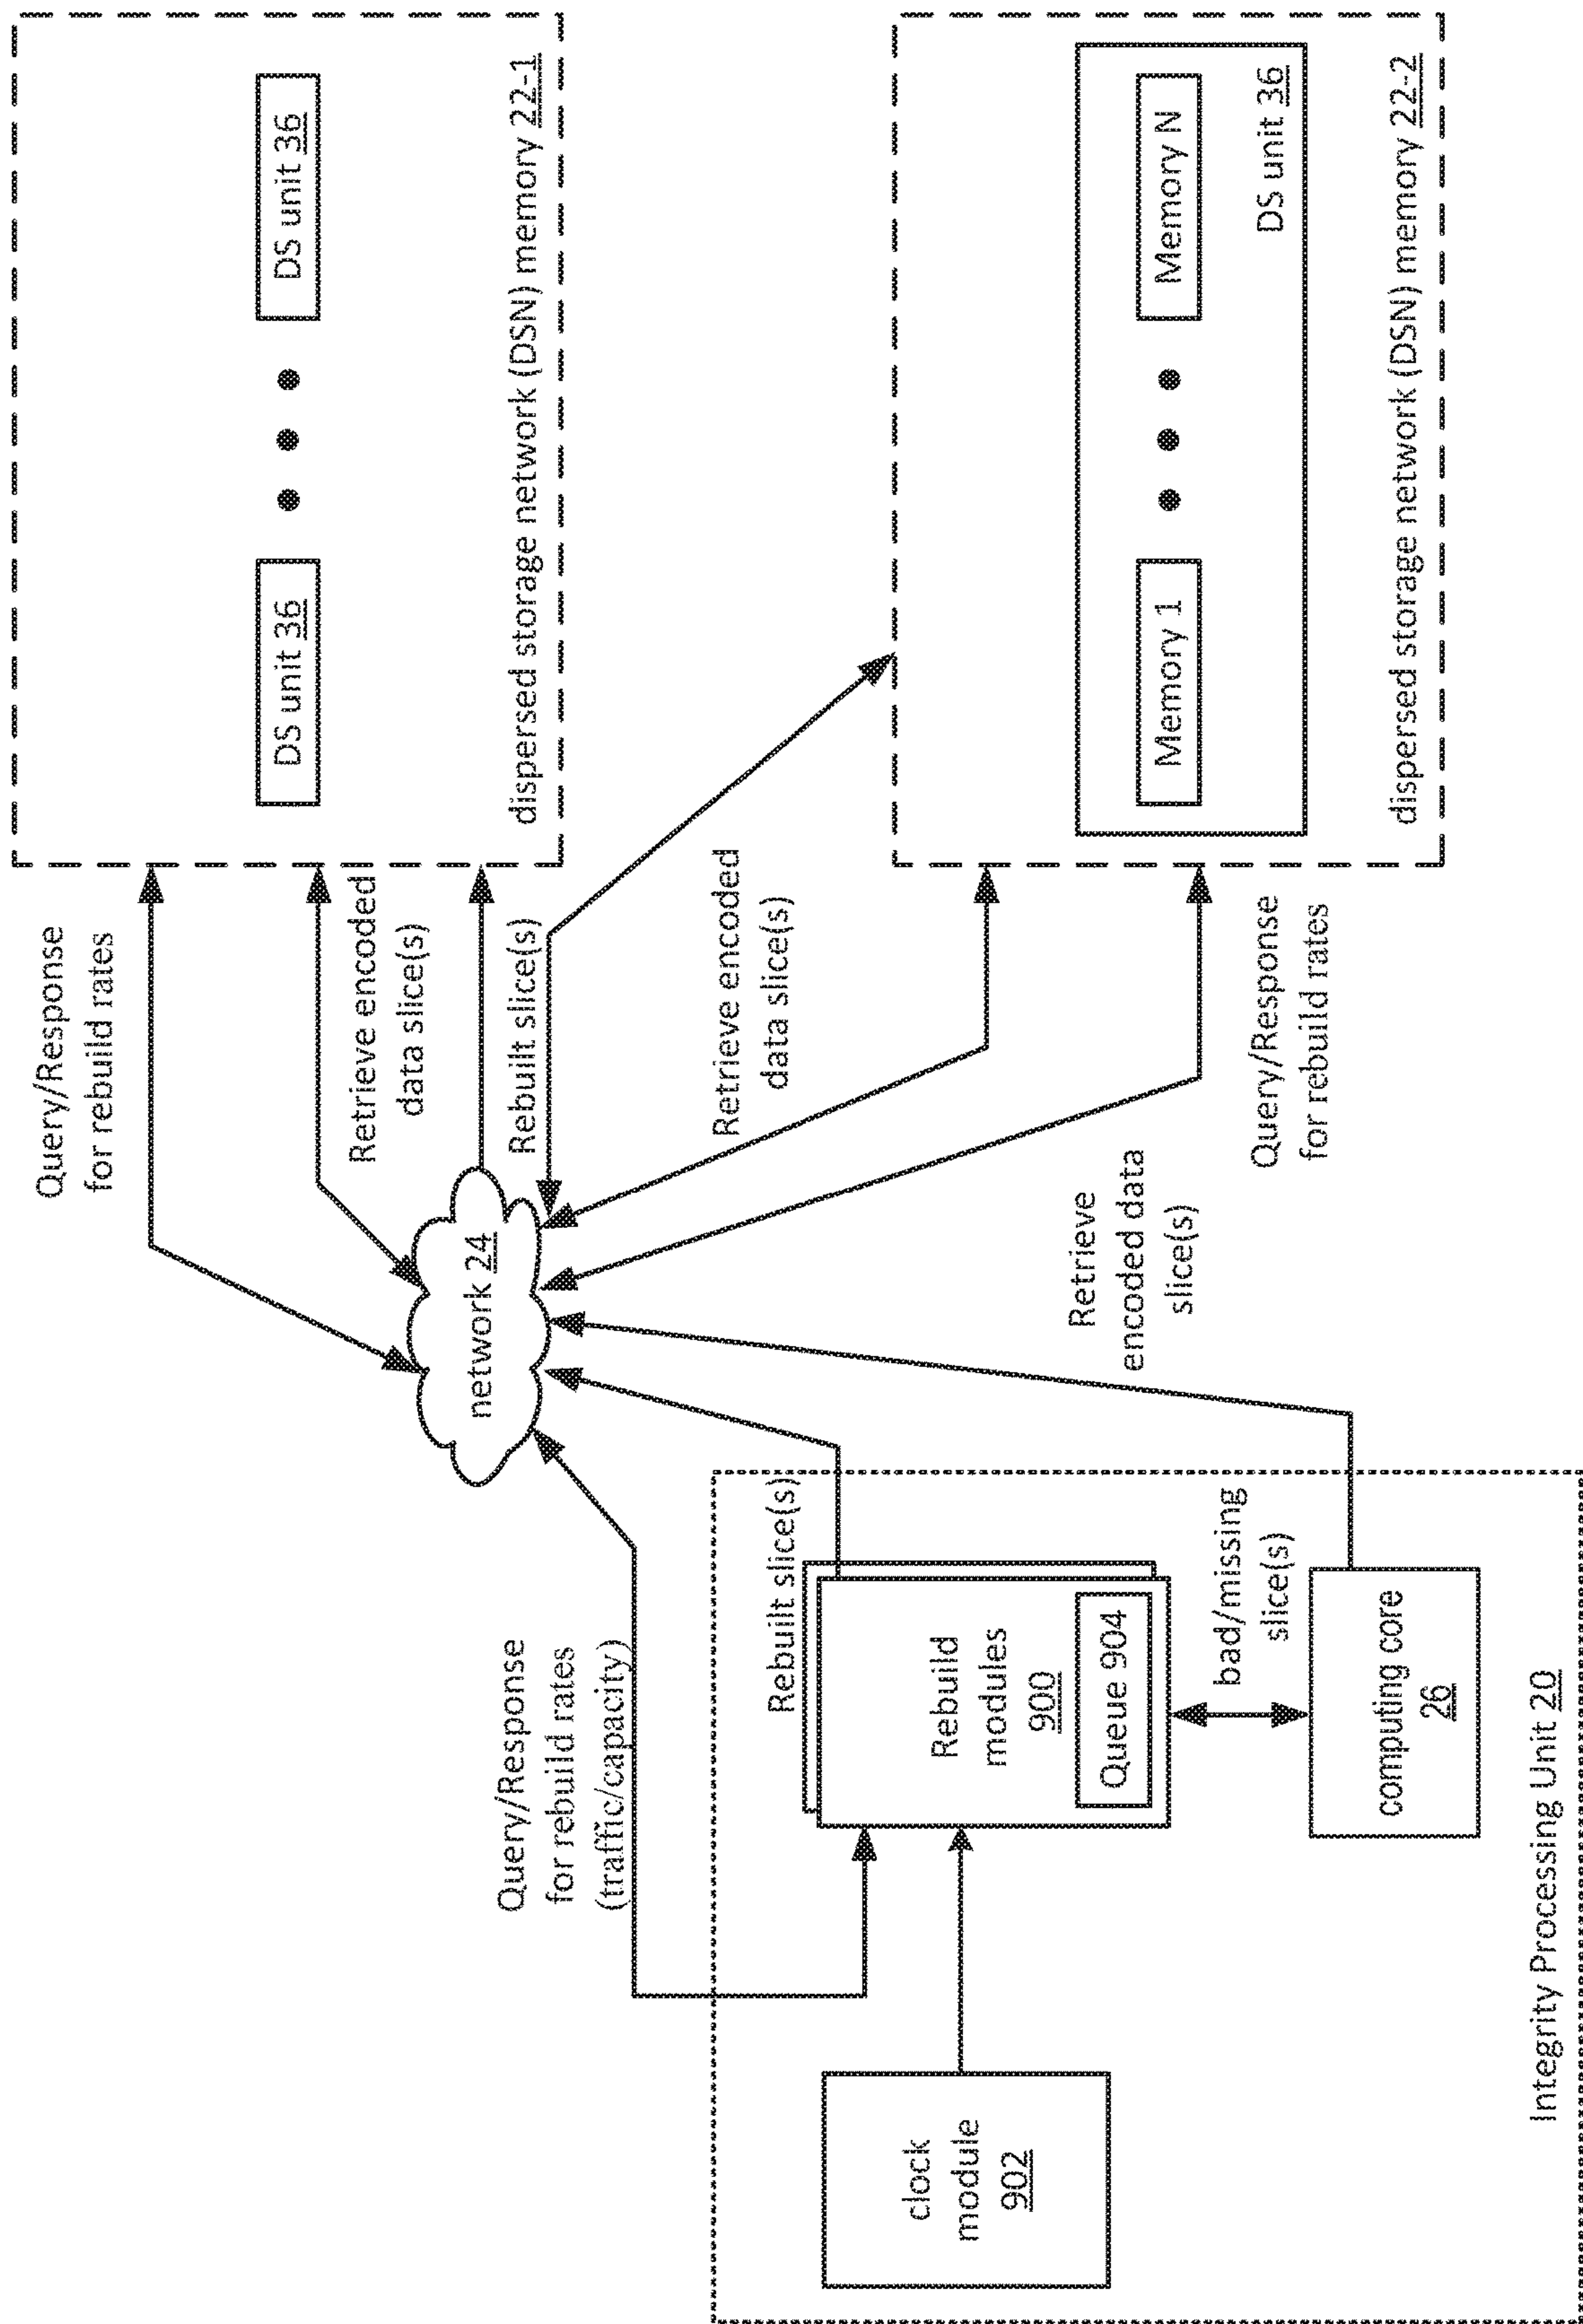 DS unit 36
DS unit 36
dispersed storage network (DSN) memory 22-1
Query/Response
for rebuild rates
Retrieve encoded
data slice(s)
Rebuilt slice(s)
network 24
Retrieve encoded
data slice(s)
Query/Response
for rebuild rates
Memory 1
Memory N
DS unit 36
dispersed storage network (DSN) memory 22-2
Query/Response
for rebuild rates
(traffic/capacity)
Rebuilt slice(s)
Retrieve
encoded data
slice(s)
clock
module
902
Rebuild
modules
900
Queue 904
bad/missing
slice(s)
computing core
26
Integrity Processing Unit 20